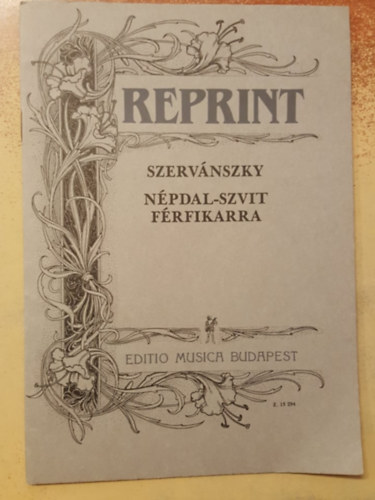 REPRINT
SZERVÁNSZKY
NÉPDAL-SZVIT
FÉRFIKARRA
EDITIO MUSICA BUDAPEST